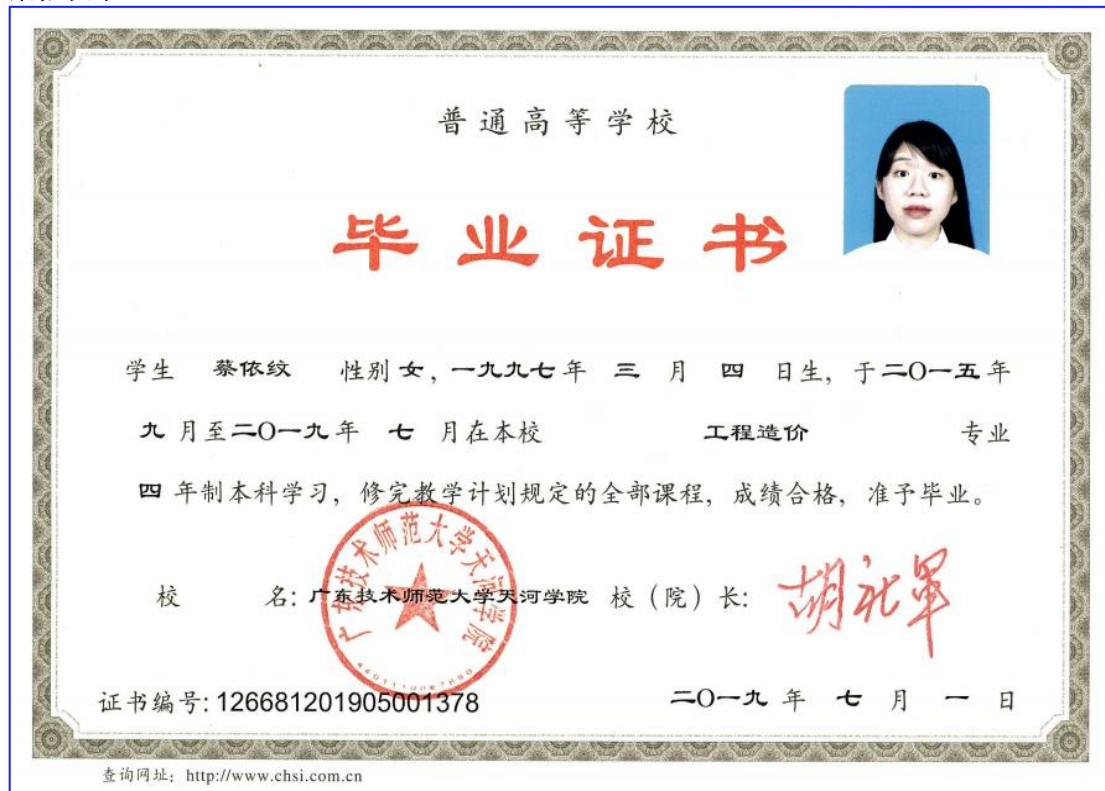 普通高等学校
毕业证书
学生 蔡依纹 性别 女, 一九九七年 三 月 四 日生, 于二〇一五年
九 月至二〇一九年 七 月在本校 工程造价 专业
四 年制本科学习, 修完教学计划规定的全部课程, 成绩合格, 准予毕业。
校 名: 广东技术师范大学天河学院 校（院）长: 胡社军
广东技术师范大学天河学院
证书编号: 126681201905001378 二〇一九 年 七 月 一 日
查询网址: http://www.chsi.com.cn